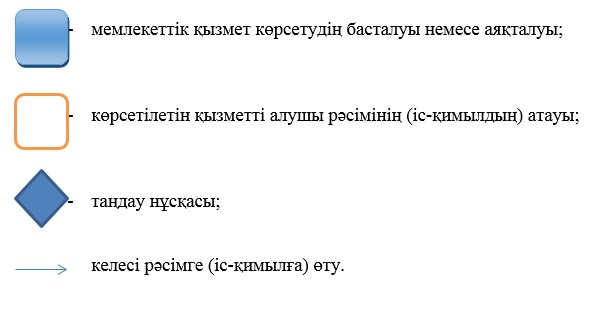 - мемлекеттік қызмет көрсетудің басталуы немесе аяқталуы;
- көрсетілетін қызметті алушы рәсімінің (іс-қимылдың) атауы;
- тандау нұсқасы;
келесі рәсімге (іс-қимылға) өту.